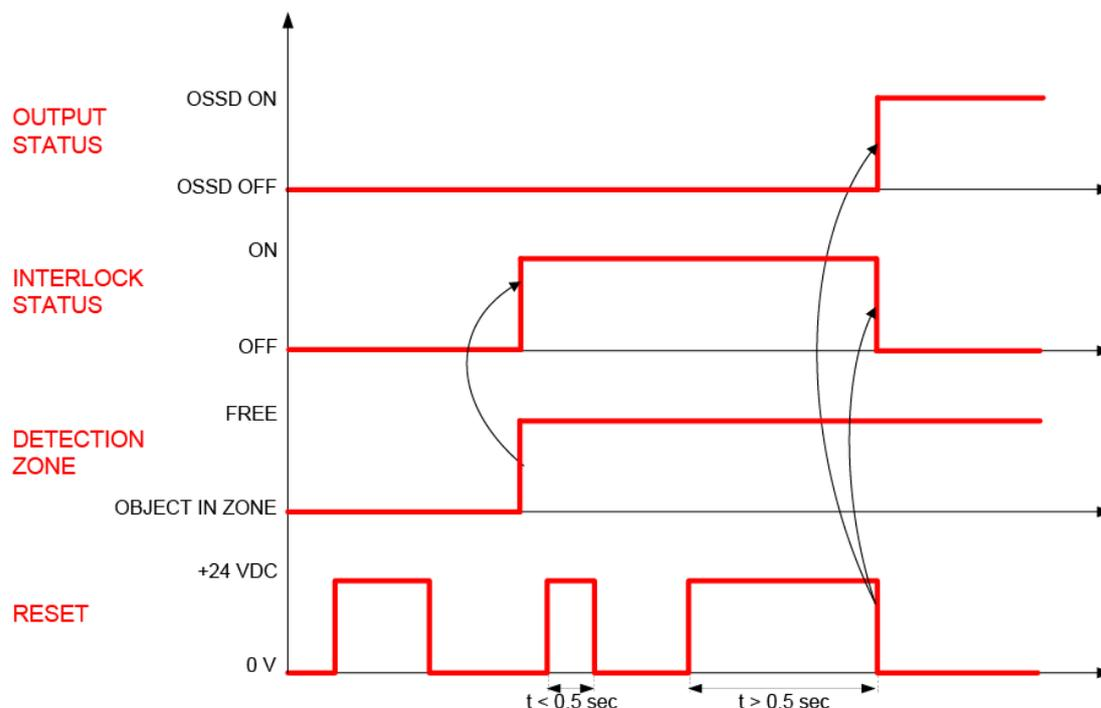 OSSD ON
OUTPUT
STATUS
OSSD OFF
ON
INTERLOCK
STATUS
OFF
FREE
DETECTION
ZONE
OBJECT IN ZONE
+24 VDC
RESET
0 V
t < 0.5 sec
t > 0.5 sec